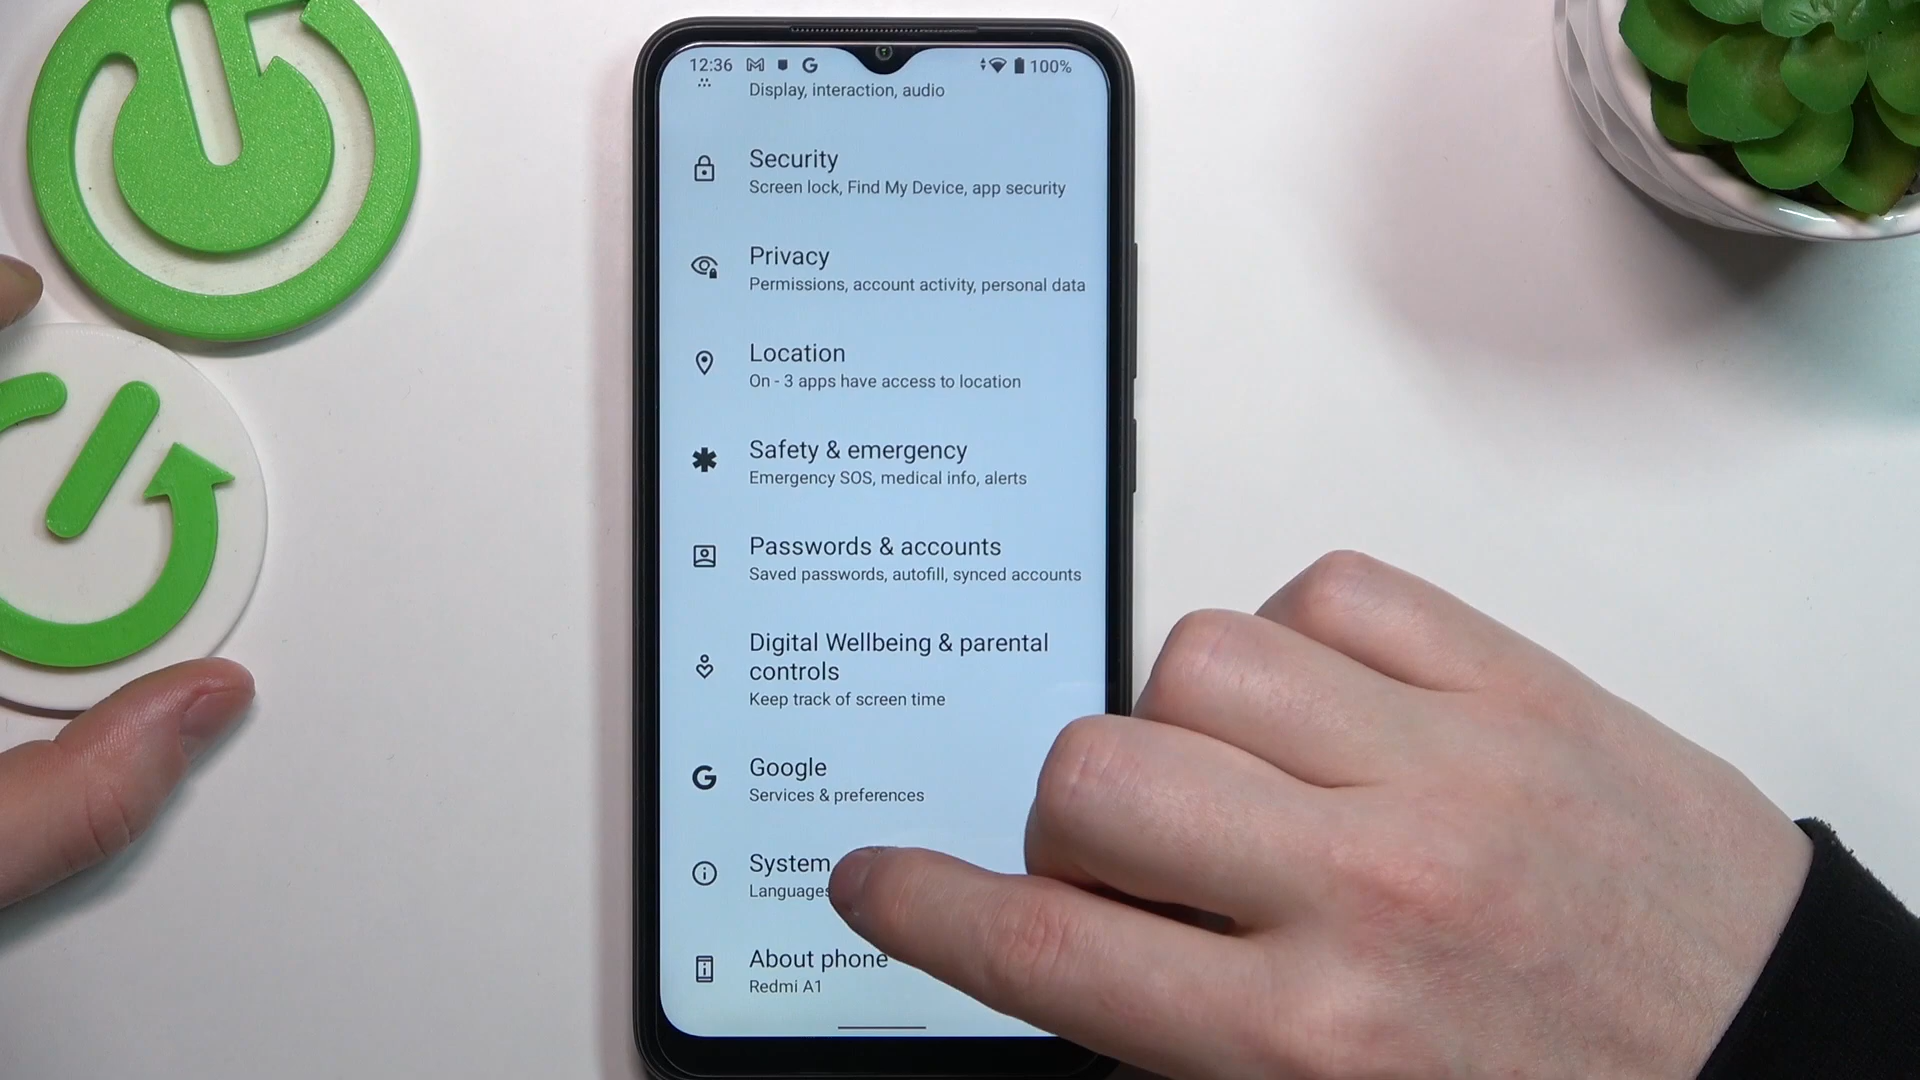 12:36 100%
Display, interaction, audio
Security
Screen lock, Find My Device, app security
Privacy
Permissions, account activity, personal data
Location
On - 3 apps have access to location
Safety & emergency
Emergency SOS, medical info, alerts
Passwords & accounts
Saved passwords, autofill, synced accounts
Digital Wellbeing & parental
controls
Keep track of screen time
Google
Services & preferences
System
Languages
About phone
Redmi A1